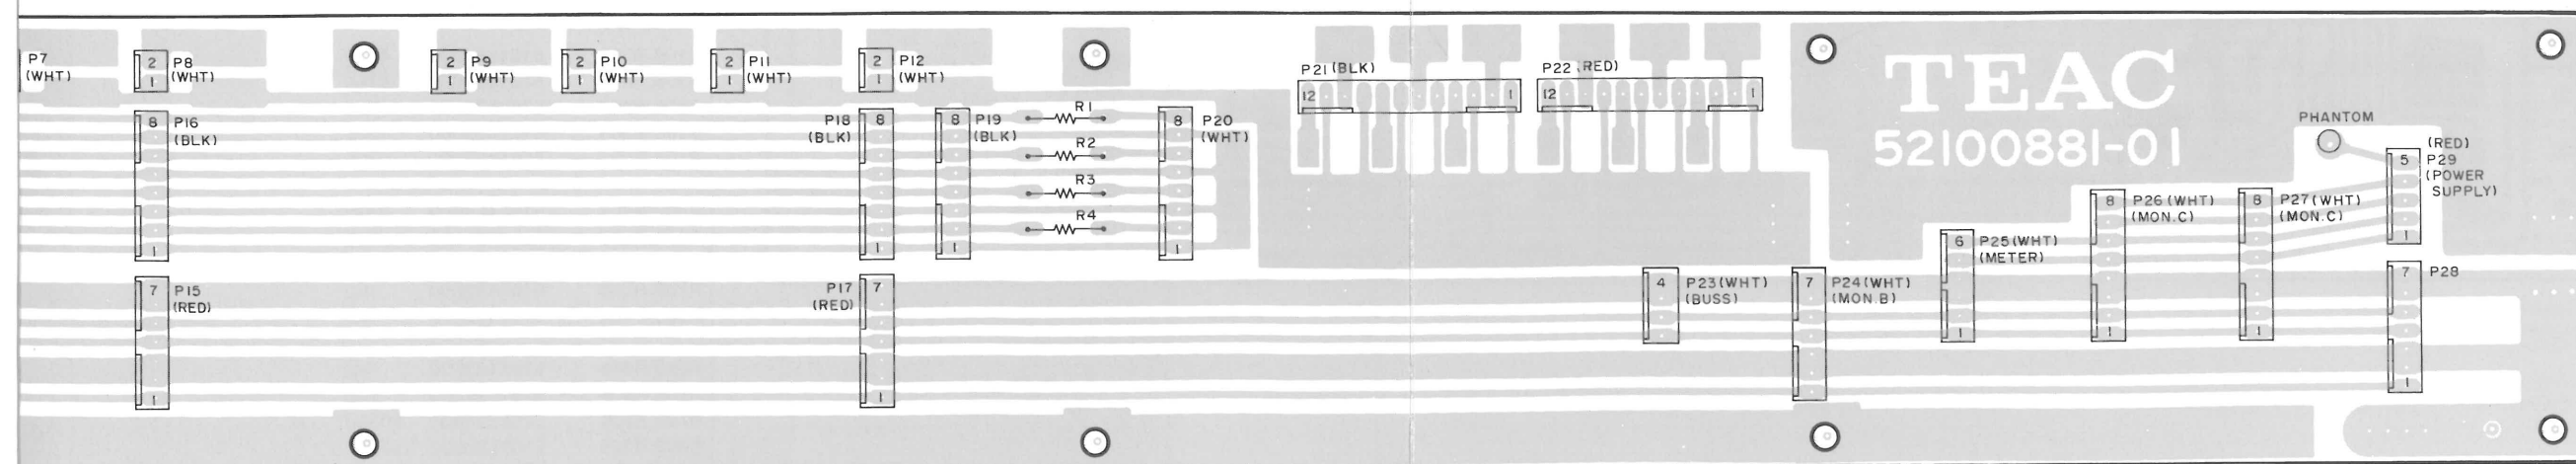 P7
(WHT)
2
1
P8
(WHT)
2
1
P9
(WHT)
2
1
P10
(WHT)
2
1
P11
(WHT)
2
1
P12
(WHT)
P21 (BLK)
12
1
P22 (RED)
12
1
TEAC
52100881-01
PHANTOM
(RED)
5
P29
(POWER
SUPPLY)
1
8
P16
(BLK)
1
P18
(BLK)
8
1
8
P19
(BLK)
1
R1
R2
R3
R4
8
P20
(WHT)
1
8
P26 (WHT)
(MON.C)
1
8
P27 (WHT)
(MON.C)
1
6
P25 (WHT)
(METER)
1
7
P15
(RED)
1
P17
(RED)
7
1
4
P23 (WHT)
(BUSS)
7
P24 (WHT)
(MON.B)
7
P28
1